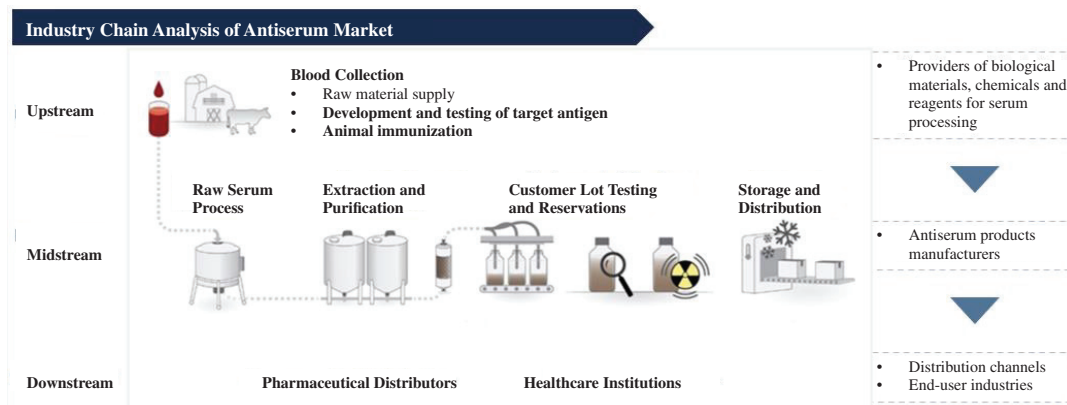 Industry Chain Analysis of Antiserum Market
Upstream
Blood Collection
• Raw material supply
• Development and testing of target antigen
• Animal immunization
• Providers of biological
materials, chemicals and
reagents for serum
processing
Midstream
Raw Serum
Process
Extraction and
Purification
Customer Lot Testing
and Reservations
Storage and
Distribution
• Antiserum products
manufacturers
Downstream
Pharmaceutical Distributors
Healthcare Institutions
• Distribution channels
• End-user industries